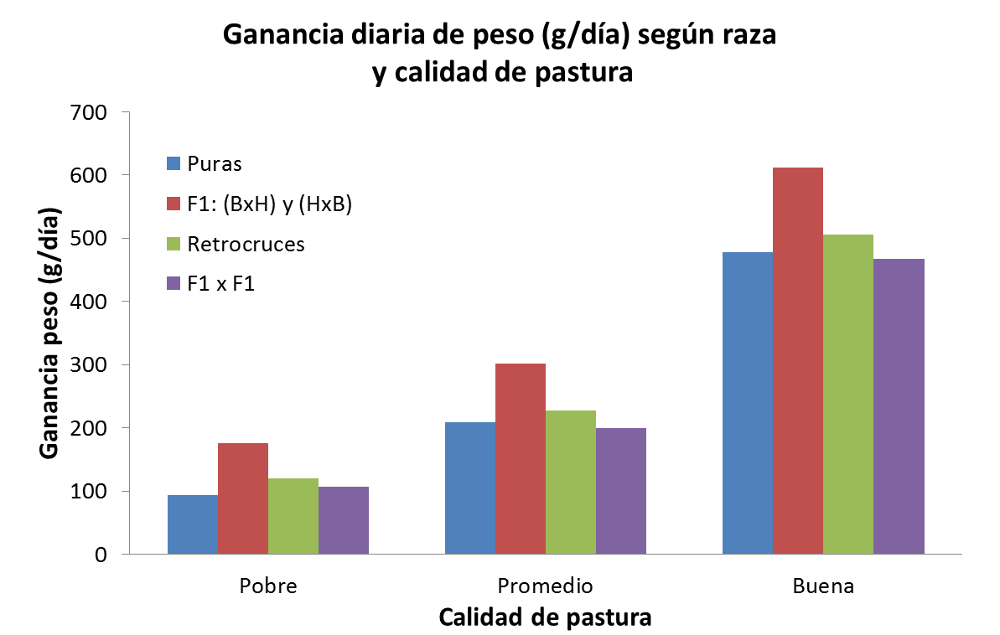 Ganancia diaria de peso (g/día) según raza
y calidad de pastura
700
600
500
400
300
200
100
0
Ganancia peso (g/día)
Puras
F1: (BxH) y (HxB)
Retrocruces
F1 x F1
Pobre
Promedio
Buena
Calidad de pastura